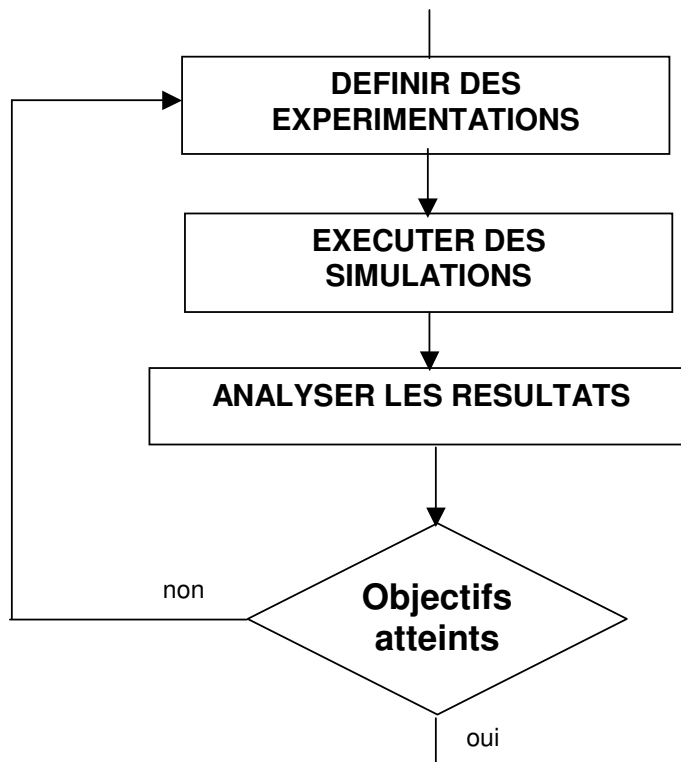 DEFINIR DES
EXPERIMENTATIONS
EXECUTER DES
SIMULATIONS
ANALYSER LES RESULTATS
non
Objectifs
atteints
oui